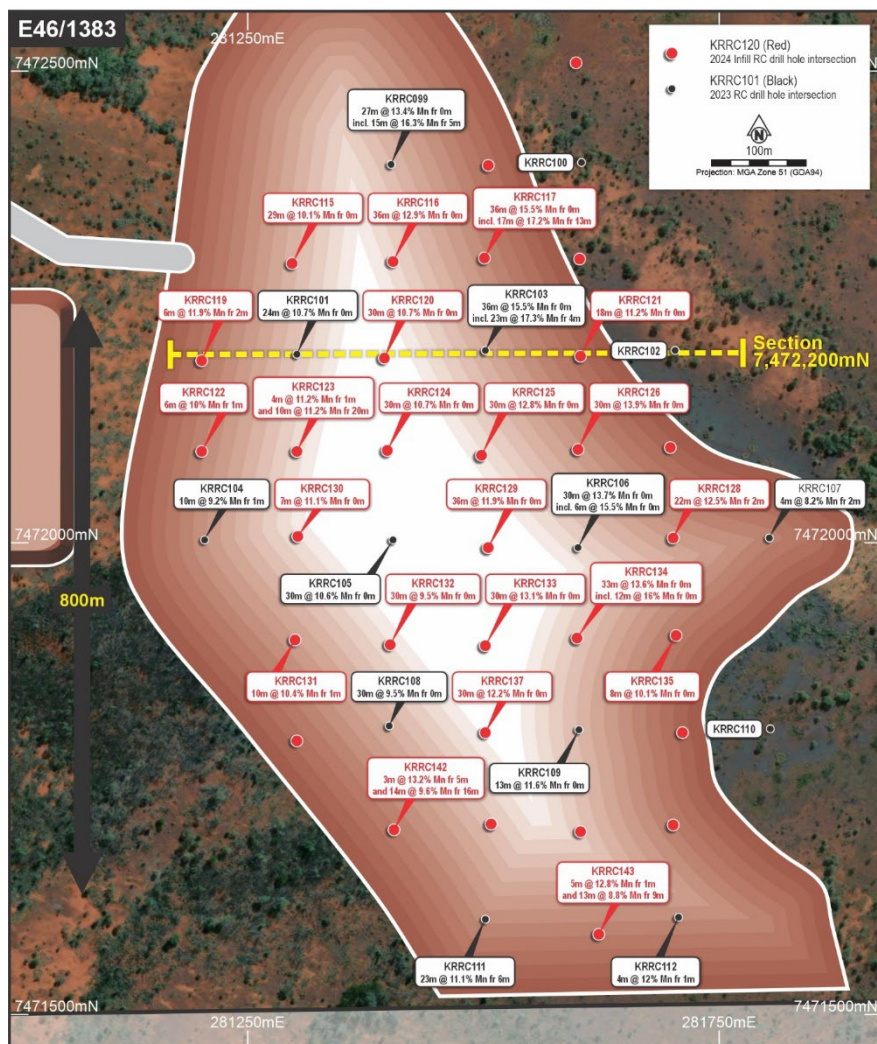 E46/1383
281250mE
7472500mN
KRRC120 (Red)
2024 Infill RC drill hole intersection
KRRC101 (Black)
2023 RC drill hole intersection
N
100m
Projection: MGA Zone 51 (GDA94)
KRRC099
27m @ 13.4% Mn fr 0m
incl. 15m @ 16.3% Mn fr 5m
KRRC100
KRRC115
29m @ 10.1% Mn fr 0m
KRRC116
36m @ 12.9% Mn fr 0m
KRRC117
36m @ 15.5% Mn fr 0m
incl. 17m @ 17.2% Mn fr 13m
KRRC119
6m @ 11.9% Mn fr 2m
KRRC101
24m @ 10.7% Mn fr 0m
KRRC120
30m @ 10.7% Mn fr 0m
KRRC103
36m @ 15.5% Mn fr 0m
incl. 23m @ 17.3% Mn fr 4m
KRRC121
18m @ 11.2% Mn fr 0m
KRRC102
Section
7,472,200mN
KRRC122
6m @ 10% Mn fr 1m
KRRC123
4m @ 11.2% Mn fr 1m
and 10m @ 11.2% Mn fr 20m
KRRC124
30m @ 10.7% Mn fr 0m
KRRC125
30m @ 12.8% Mn fr 0m
KRRC126
30m @ 13.9% Mn fr 0m
KRRC104
10m @ 9.2% Mn fr 1m
KRRC130
7m @ 11.1% Mn fr 0m
KRRC129
36m @ 11.9% Mn fr 0m
KRRC106
30m @ 13.7% Mn fr 0m
incl. 6m @ 15.5% Mn fr 0m
KRRC128
22m @ 12.5% Mn fr 2m
KRRC107
4m @ 8.2% Mn fr 2m
7472000mN
7472000mN
KRRC105
30m @ 10.6% Mn fr 0m
KRRC132
30m @ 9.5% Mn fr 0m
KRRC133
30m @ 13.1% Mn fr 0m
KRRC134
33m @ 13.6% Mn fr 0m
incl. 12m @ 16% Mn fr 0m
800m
KRRC131
10m @ 10.4% Mn fr 1m
KRRC108
30m @ 9.5% Mn fr 0m
KRRC137
30m @ 12.2% Mn fr 0m
KRRC135
8m @ 10.1% Mn fr 0m
KRRC110
KRRC142
3m @ 13.2% Mn fr 5m
and 14m @ 9.6% Mn fr 16m
KRRC109
13m @ 11.6% Mn fr 0m
KRRC143
5m @ 12.8% Mn fr 1m
and 13m @ 8.8% Mn fr 9m
KRRC111
23m @ 11.1% Mn fr 6m
KRRC112
4m @ 12% Mn fr 1m
7471500mN
7471500mN
281250mE
281750mE